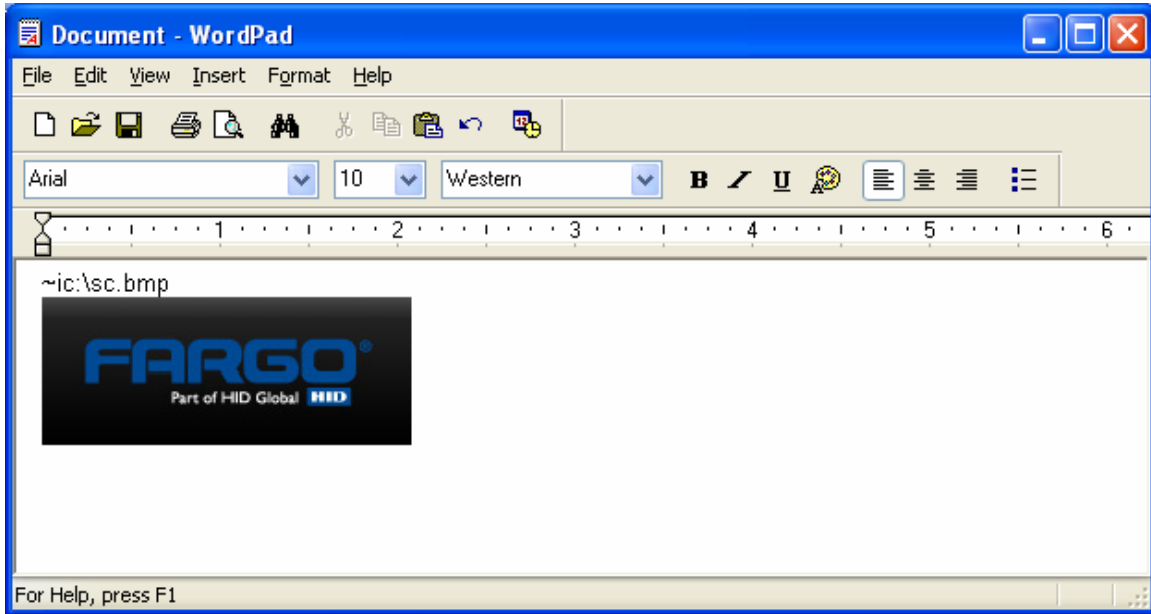 Document - WordPad
File Edit View Insert Format Help
Arial 10 Western B U
1 2 3 4 5 6
~ic:\sc.bmp
FARGO®
Part of HID Global HID
For Help, press F1